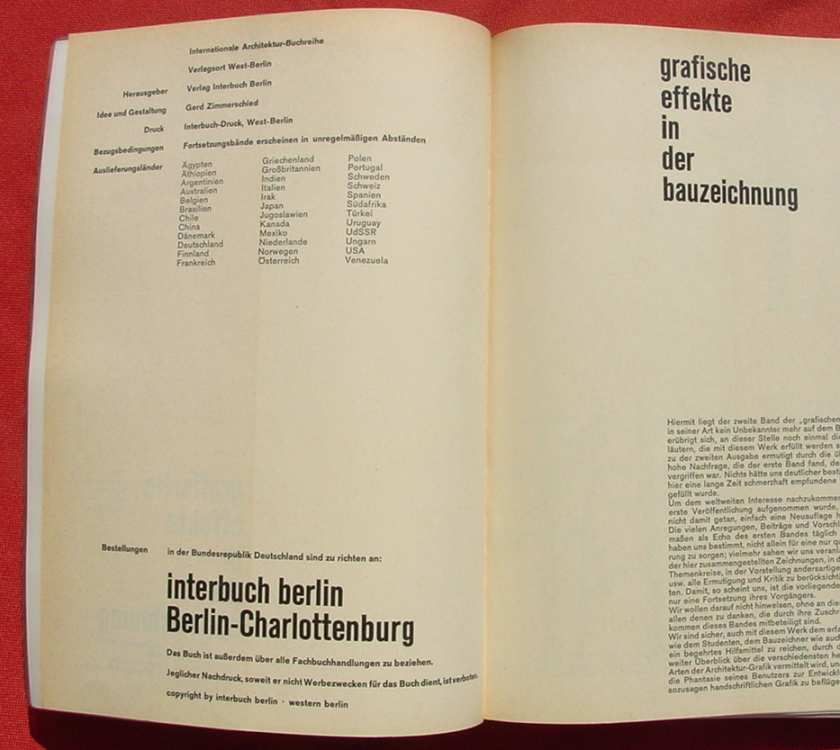 Internationale Architektur-Buchreihe
Verlagsort West-Berlin
Herausgeber Verlag Interbuch Berlin
Idee und Gestaltung Gerd Zimmerschied
Druck Interbuch-Druck, West-Berlin
Bezugsbedingungen Fortsetzungsbände erscheinen in unregelmäßigen Abständen
Auslieferungsländer
Ägypten
Äthiopien
Argentinien
Australien
Belgien
Brasilien
Chile
China
Dänemark
Deutschland
Finnland
Frankreich
Griechenland
Großbritannien
Indien
Italien
Irak
Japan
Jugoslawien
Kanada
Mexiko
Niederlande
Norwegen
Österreich
Polen
Portugal
Schweden
Schweiz
Spanien
Südafrika
Türkei
Uruguay
UdSSR
Ungarn
USA
Venezuela
Bestellungen in der Bundesrepublik Deutschland sind zu richten an:
interbuch berlin
Berlin-Charlottenburg
Das Buch ist außerdem über alle Fachbuchhandlungen zu beziehen.
Jeglicher Nachdruck, soweit er nicht Werbezwecken für das Buch dient, ist verboten.
copyright by interbuch berlin · western berlin
grafische
effekte
in
der
bauzeichnung
Hiermit liegt der zweite Band der „grafischen
in seiner Art kein Unbekannter mehr auf dem B
erübrigt sich, an dieser Stelle noch einmal di
läutern, die mit diesem Werk erfüllt werden s
zu der zweiten Ausgabe ermutigt durch die ü
hohe Nachfrage, die der erste Band fand, de
vergriffen war. Nichts hätte uns deutlicher best
hier eine lange Zeit schmerzhaft empfundene
gefüllt wurde.
Um dem weltweiten Interesse nachzukommen
erste Veröffentlichung aufgenommen wurde,
nicht damit getan, einfach eine Neuauflage h
Die vielen Anregungen, Beiträge und Vorsch
maßen als Echo des ersten Bandes täglich
haben uns bestimmt, nicht allein für eine nur qu
rung zu sorgen; vielmehr sahen wir uns veran
der hier zusammengestellten Zeichnungen, in d
Themenkreise, in der Vorstellung andersartige
usw. alle Ermutigung und Kritik zu berücksich
ten. Damit, so scheint uns, ist die vorliegende
nur eine Fortsetzung ihres Vorgängers.
Wir wollen darauf nicht hinweisen, ohne an die
allen denen zu danken, die durch ihre Zuschr
kommen dieses Bandes mitbeteiligt sind.
Wir sind sicher, auch mit diesem Werk dem erfa
wie dem Studenten, dem Bauzeichner wie auch
ein begehrtes Hilfsmittel zu reichen, durch d
weiter Überblick über die verschiedensten he
Arten der Architektur-Grafik vermittelt wird, un
die Phantasie seines Benutzers zur Entwickl
anzusagen handschriftlichen Grafik zu beflüge